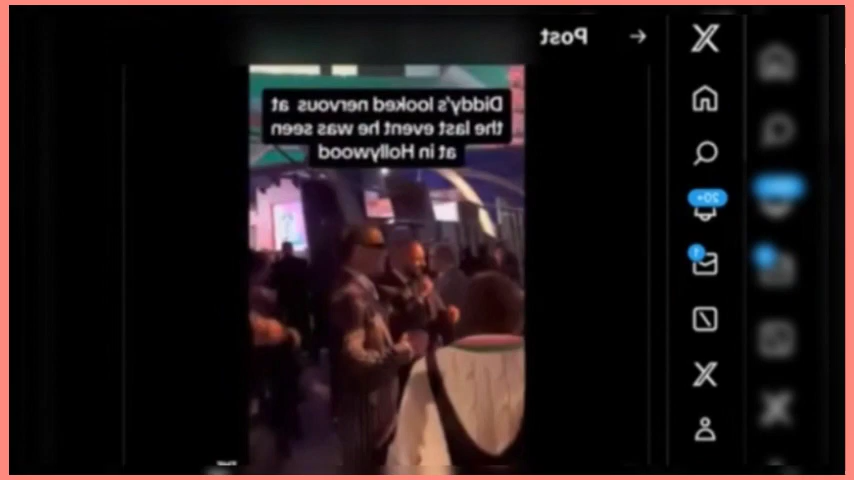 Post
Diddy's looked nervous at
the last event he was seen
at in Hollywood
20+
1